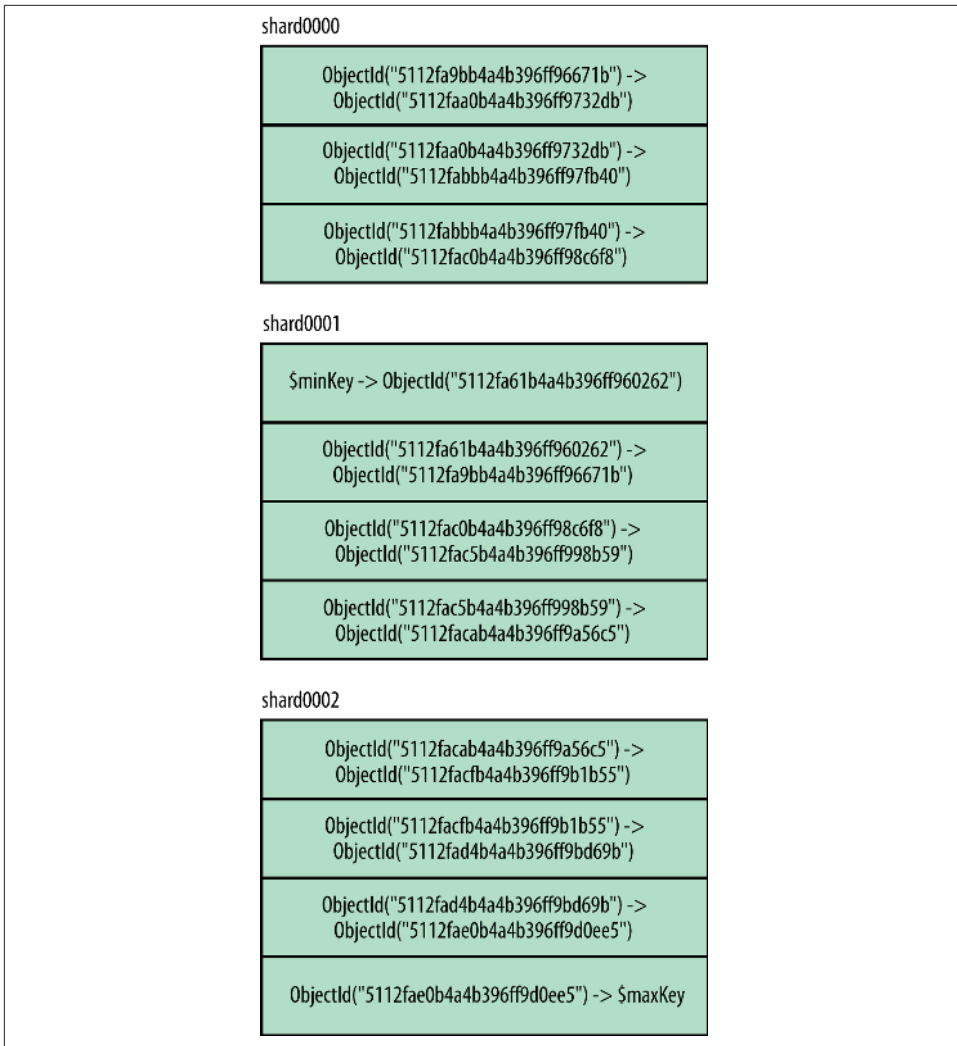 shard0000
ObjectId("5112fa9bb4a4b396ff96671b") ->
ObjectId("5112faa0b4a4b396ff9732db")
ObjectId("5112faa0b4a4b396ff9732db") ->
ObjectId("5112fabbb4a4b396ff97fb40")
ObjectId("5112fabbb4a4b396ff97fb40") ->
ObjectId("5112fac0b4a4b396ff98c6f8")
shard0001
$minKey -> ObjectId("5112fa61b4a4b396ff960262")
ObjectId("5112fa61b4a4b396ff960262") ->
ObjectId("5112fa9bb4a4b396ff96671b")
ObjectId("5112fac0b4a4b396ff98c6f8") ->
ObjectId("5112fac5b4a4b396ff998b59")
ObjectId("5112fac5b4a4b396ff998b59") ->
ObjectId("5112facab4a4b396ff9a56c5")
shard0002
ObjectId("5112facab4a4b396ff9a56c5") ->
ObjectId("5112facfb4a4b396ff9b1b55")
ObjectId("5112facfb4a4b396ff9b1b55") ->
ObjectId("5112fad4b4a4b396ff9bd69b")
ObjectId("5112fad4b4a4b396ff9bd69b") ->
ObjectId("5112fae0b4a4b396ff9d0ee5")
ObjectId("5112fae0b4a4b396ff9d0ee5") -> $maxKey